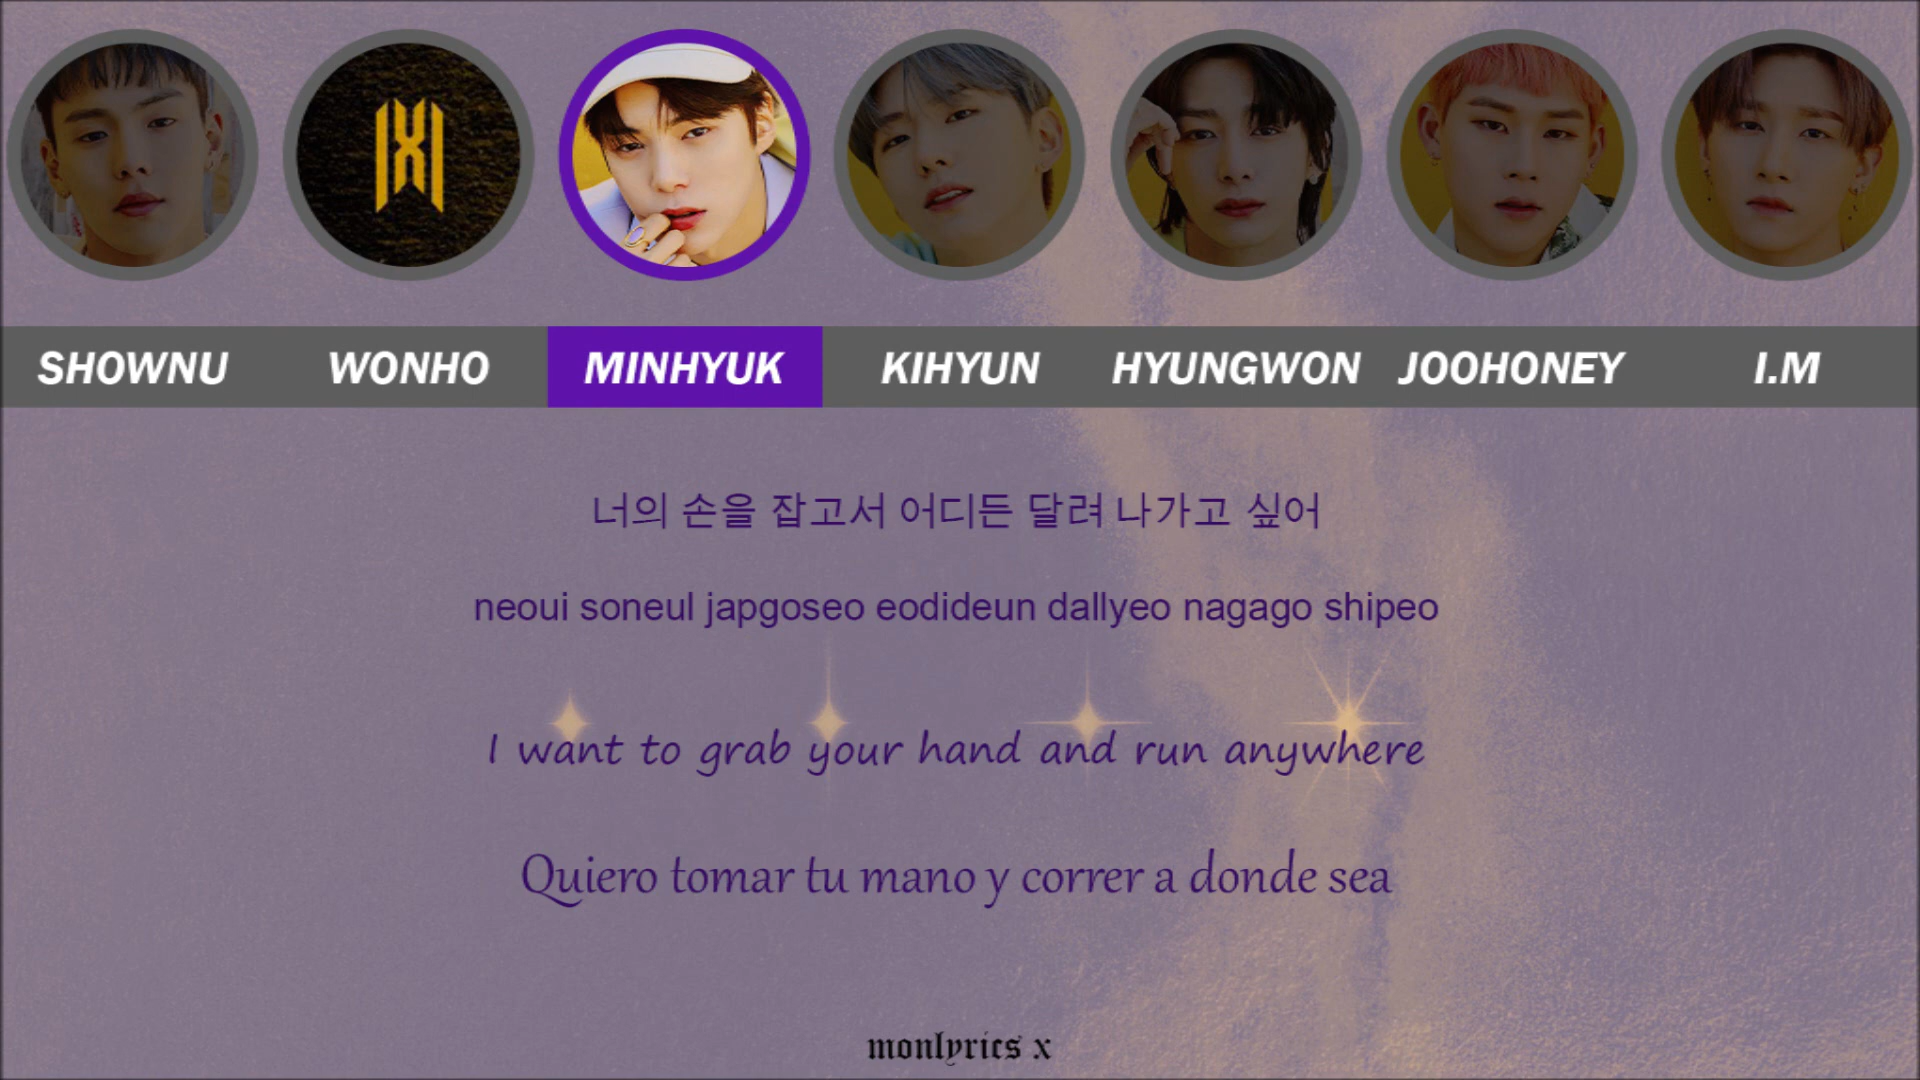 SHOWNU WONHO MINHYUK KIHYUN HYUNGWON JOOHONEY I.M
너의 손을 잡고서 어디든 달려 나가고 싶어
neoui soneul japgoseo eodideun dallyeo nagago shipeo
I want to grab your hand and run anywhere
Quiero tomar tu mano y correr a donde sea
monlyrics x